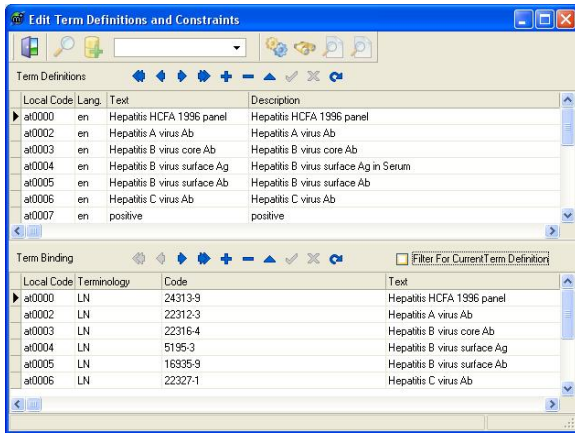 Edit Term Definitions and Constraints
Term Definitions
Local Code Lang. Text Description
at0000 en Hepatitis HCFA 1996 panel Hepatitis HCFA 1996 panel
at0002 en Hepatitis A virus Ab Hepatitis A virus Ab
at0003 en Hepatitis B virus core Ab Hepatitis B virus core Ab
at0004 en Hepatitis B virus surface Ag Hepatitis B virus surface Ag in Serum
at0005 en Hepatitis B virus surface Ab Hepatitis B virus surface Ab
at0006 en Hepatitis C virus Ab Hepatitis C virus Ab
at0007 en positive positive
Term Binding Filter For CurrentTerm Definition
Local Code Terminology Code Text
at0000 LN 24313-9 Hepatitis HCFA 1996 panel
at0002 LN 22312-3 Hepatitis A virus Ab
at0003 LN 22316-4 Hepatitis B virus core Ab
at0004 LN 5195-3 Hepatitis B virus surface Ag
at0005 LN 16935-9 Hepatitis B virus surface Ab
at0006 LN 22327-1 Hepatitis C virus Ab